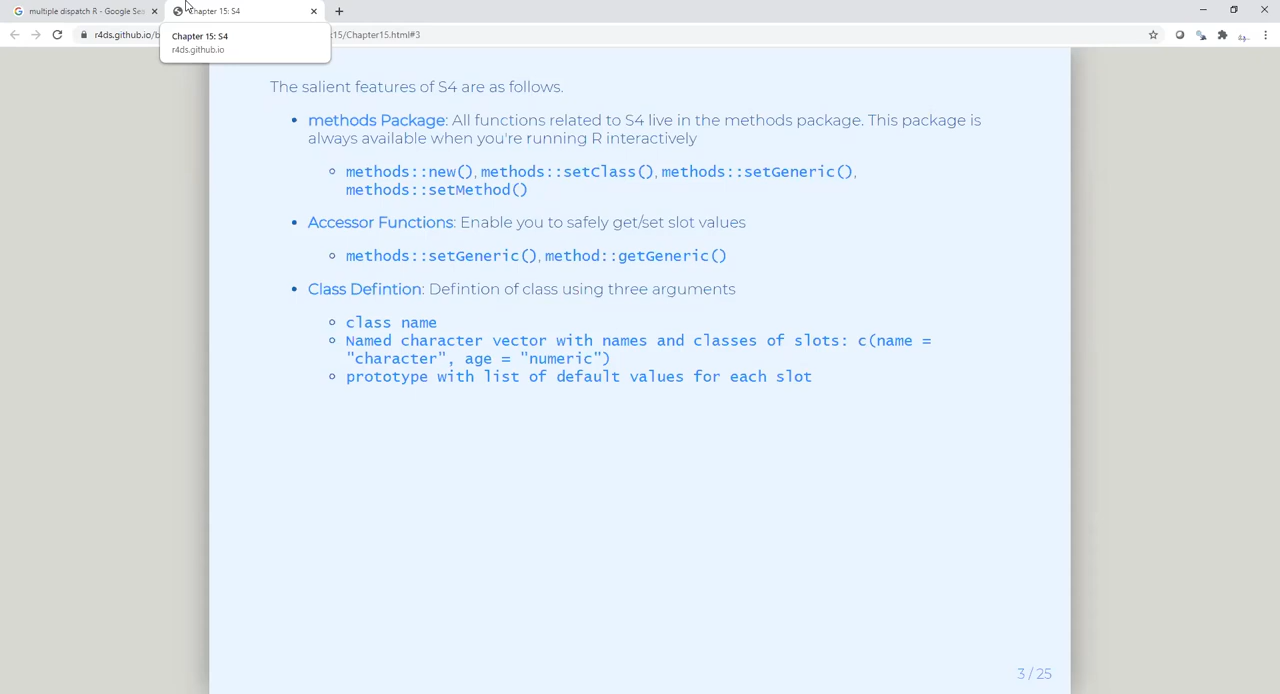 multiple dispatch R - Google Sea
Chapter 15: S4
r4ds.github.io/b
15/Chapter15.html#3
Chapter 15: S4
r4ds.github.io
The salient features of S4 are as follows.
• methods Package: All functions related to S4 live in the methods package. This package is
always available when you're running R interactively
methods::new(), methods::setClass(), methods::setGeneric(),
methods::setMethod()
• Accessor Functions: Enable you to safely get/set slot values
methods::setGeneric(), method::getGeneric()
• Class Defintion: Defintion of class using three arguments
class name
Named character vector with names and classes of slots: c(name =
"character", age = "numeric")
prototype with list of default values for each slot
3 / 25